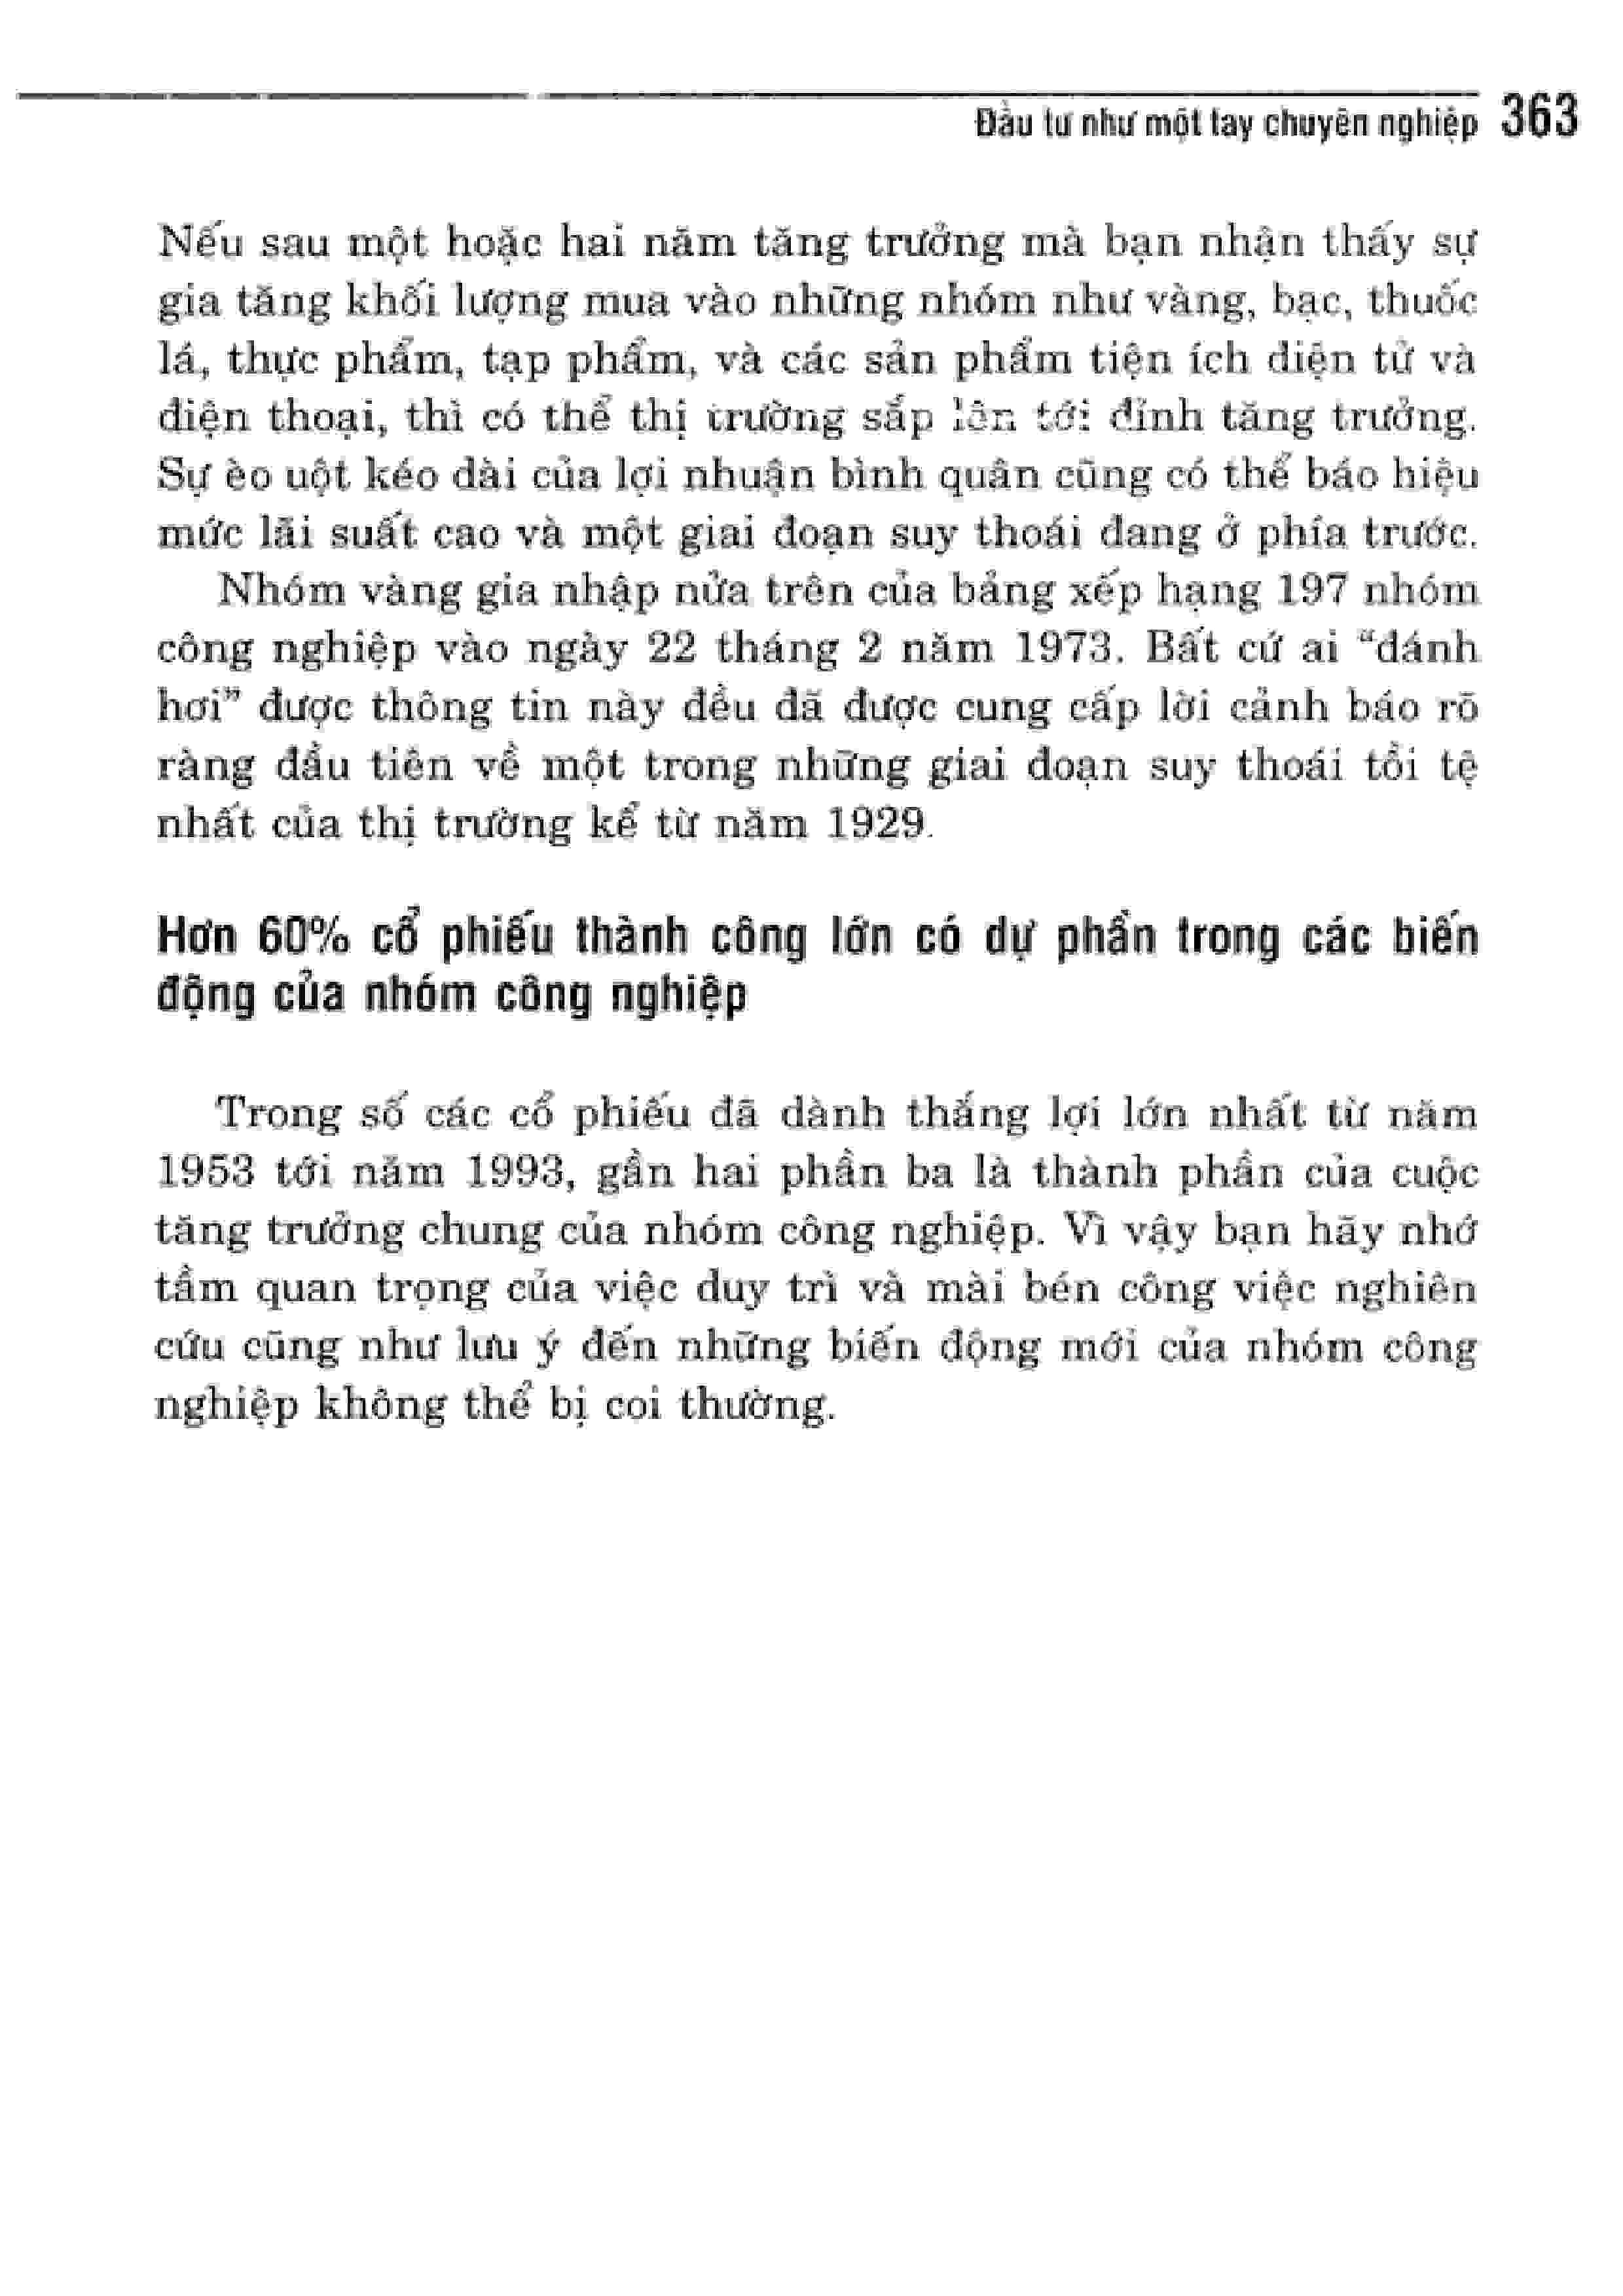 Đầu tư như một tay chuyên nghiệp 363
Nếu sau một hoặc hai năm tăng trưởng mà bạn nhận thấy sự
gia tăng khối lượng mua vào những nhóm như vàng, bạc, thuốc
lá, thực phẩm, tạp phẩm, và các sản phẩm tiện ích điện tử và
điện thoại, thì có thể thị trường sắp lên tới đỉnh tăng trưởng.
Sự èo uột kéo dài của lợi nhuận bình quân cũng có thể báo hiệu
mức lãi suất cao và một giai đoạn suy thoái đang ở phía trước.
Nhóm vàng gia nhập nửa trên của bảng xếp hạng 197 nhóm
công nghiệp vào ngày 22 tháng 2 năm 1973. Bất cứ ai “đánh
hơi” được thông tin này đều đã được cung cấp lời cảnh báo rõ
ràng đầu tiên về một trong những giai đoạn suy thoái tồi tệ
nhất của thị trường kể từ năm 1929.
Hơn 60% cổ phiếu thành công lớn có dự phần trong các biến
động của nhóm công nghiệp
Trong số các cổ phiếu đã dành thắng lợi lớn nhất từ năm
1953 tới năm 1993, gần hai phần ba là thành phần của cuộc
tăng trưởng chung của nhóm công nghiệp. Vì vậy bạn hãy nhớ
tầm quan trọng của việc duy trì và mài bén công việc nghiên
cứu cũng như lưu ý đến những biến động mới của nhóm công
nghiệp không thể bị coi thường.